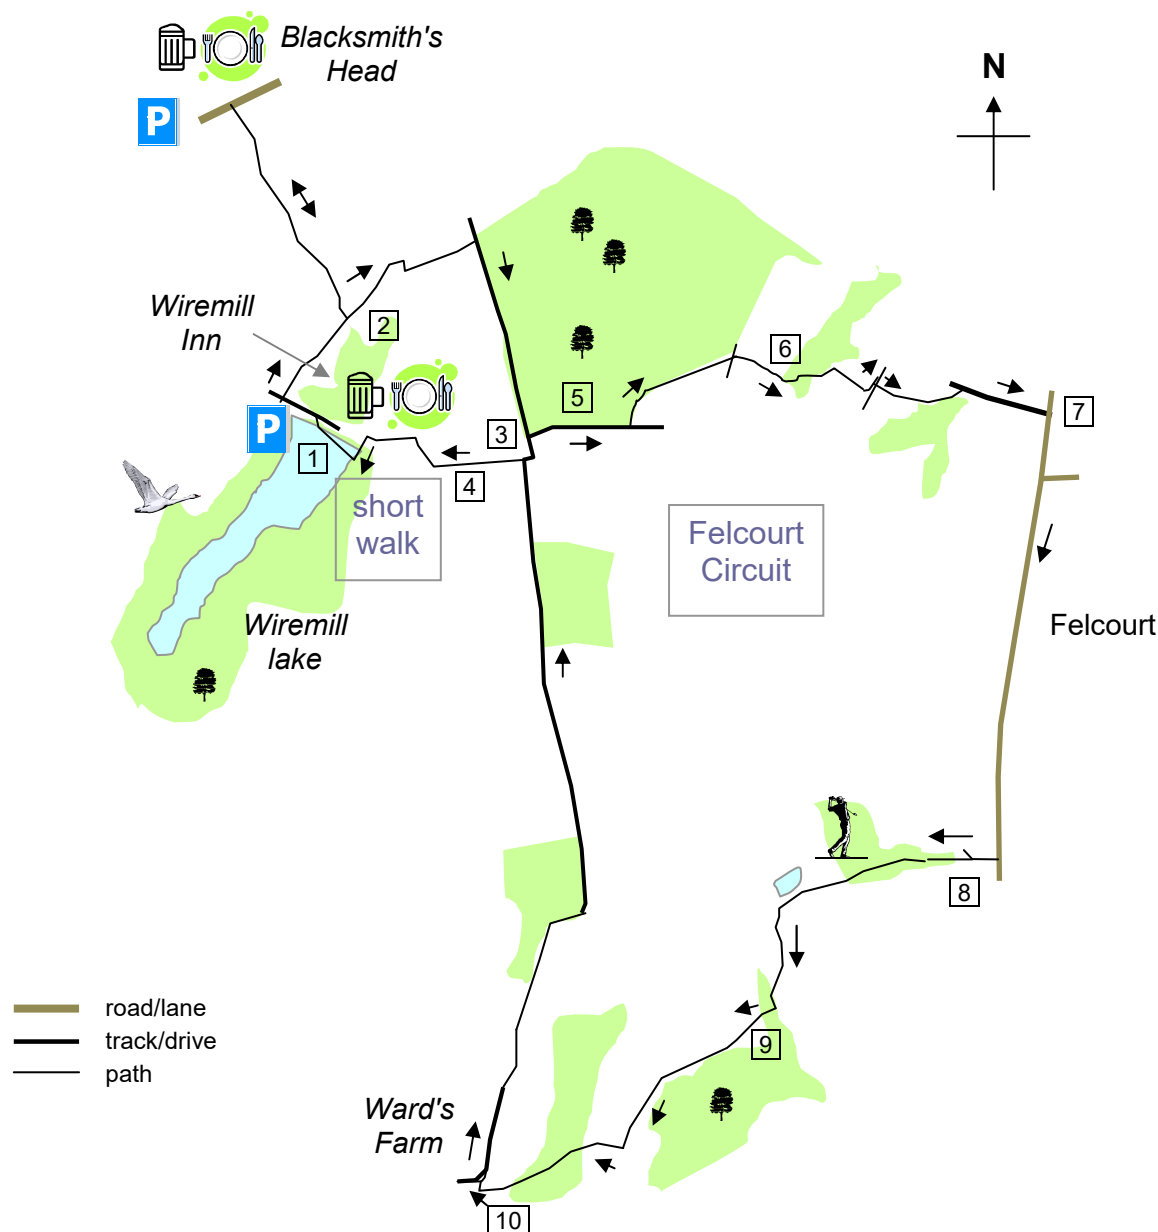 Blacksmith's
Head
P
N
Wiremill
Inn
2
6
5
7
P
3
1
4
short
walk
Felcourt
Circuit
Wiremill
lake
Felcourt
8
road/lane
track/drive
path
9
Ward's
Farm
10